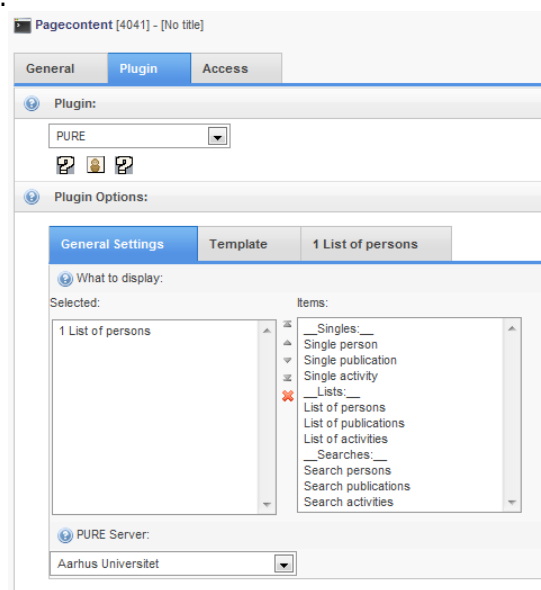 .
Pagecontent [4041] - [No title]
General Plugin Access
Plugin:
PURE
Plugin Options:
General Settings Template 1 List of persons
What to display:
Selected: Items:
1 List of persons
__Singles:__
Single person
Single publication
Single activity
__Lists:__
List of persons
List of publications
List of activities
__Searches:__
Search persons
Search publications
Search activities
PURE Server:
Aarhus Universitet